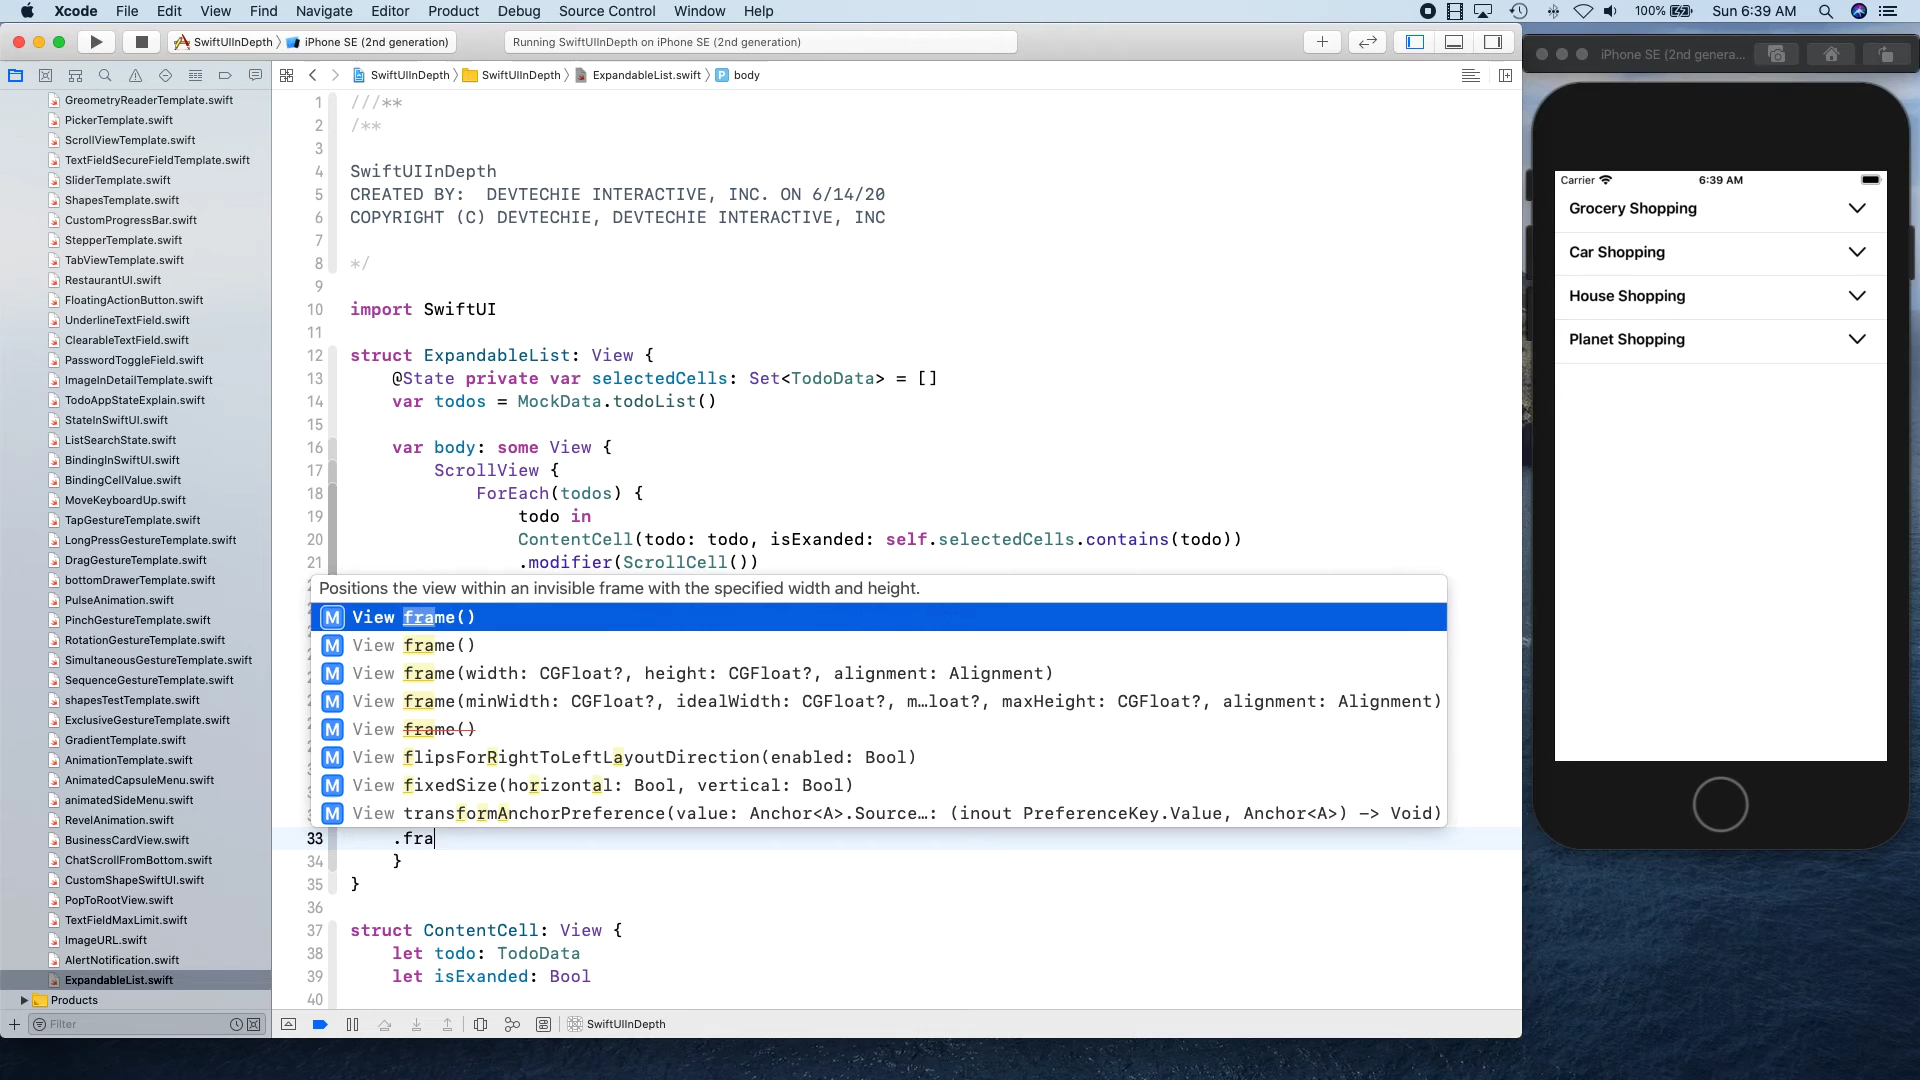 Xcode File Edit View Find Navigate Editor Product Debug Source Control Window Help 100% Sun 6:39 AM
SwiftUIInDepth iPhone SE (2nd generation) Running SwiftUIInDepth on iPhone SE (2nd generation)
iPhone SE (2nd genera...
SwiftUIInDepth SwiftUIInDepth ExpandableList.swift P body
GreometryReaderTemplate.swift
PickerTemplate.swift
ScrollViewTemplate.swift
TextFieldSecureFieldTemplate.swift
SliderTemplate.swift
ShapesTemplate.swift
CustomProgressBar.swift
StepperTemplate.swift
TabViewTemplate.swift
RestaurantUI.swift
FloatingActionButton.swift
UnderlineTextField.swift
ClearableTextField.swift
PasswordToggleField.swift
ImageInDetailTemplate.swift
TodoAppStateExplain.swift
StateInSwiftUI.swift
ListSearchState.swift
BindingInSwiftUI.swift
BindingCellValue.swift
MoveKeyboardUp.swift
TapGestureTemplate.swift
LongPressGestureTemplate.swift
DragGestureTemplate.swift
bottomDrawerTemplate.swift
PulseAnimation.swift
PinchGestureTemplate.swift
RotationGestureTemplate.swift
SimultaneousGestureTemplate.swift
SequenceGestureTemplate.swift
shapesTestTemplate.swift
ExclusiveGestureTemplate.swift
GradientTemplate.swift
AnimationTemplate.swift
AnimatedCapsuleMenu.swift
animatedSideMenu.swift
RevelAnimation.swift
BusinessCardView.swift
ChatScrollFromBottom.swift
CustomShapeSwiftUI.swift
PopToRootView.swift
TextFieldMaxLimit.swift
ImageURL.swift
AlertNotification.swift
ExpandableList.swift
Products
Filter
1 ///**
2 /**
3
4 SwiftUIInDepth
5 CREATED BY: DEVTECHIE INTERACTIVE, INC. ON 6/14/20
6 COPYRIGHT (C) DEVTECHIE, DEVTECHIE INTERACTIVE, INC
7
8 */
9
10 import SwiftUI
11
12 struct ExpandableList: View {
13 @State private var selectedCells: Set<TodoData> = []
14 var todos = MockData.todoList()
15
16 var body: some View {
17 ScrollView {
18 ForEach(todos) {
19 todo in
20 ContentCell(todo: todo, isExanded: self.selectedCells.contains(todo))
21 .modifier(ScrollCell())
Positions the view within an invisible frame with the specified width and height.
M View frame()
M View frame()
M View frame(width: CGFloat?, height: CGFloat?, alignment: Alignment)
M View frame(minWidth: CGFloat?, idealWidth: CGFloat?, m…loat?, maxHeight: CGFloat?, alignment: Alignment)
M View frame()
M View flipsForRightToLeftLayoutDirection(enabled: Bool)
M View fixedSize(horizontal: Bool, vertical: Bool)
M View transformAnchorPreference(value: Anchor<A>.Source…: (inout PreferenceKey.Value, Anchor<A>) -> Void)
33 .fra
34 }
35 }
36
37 struct ContentCell: View {
38 let todo: TodoData
39 let isExanded: Bool
40
SwiftUIInDepth
Carrier 6:39 AM
Grocery Shopping
Car Shopping
House Shopping
Planet Shopping